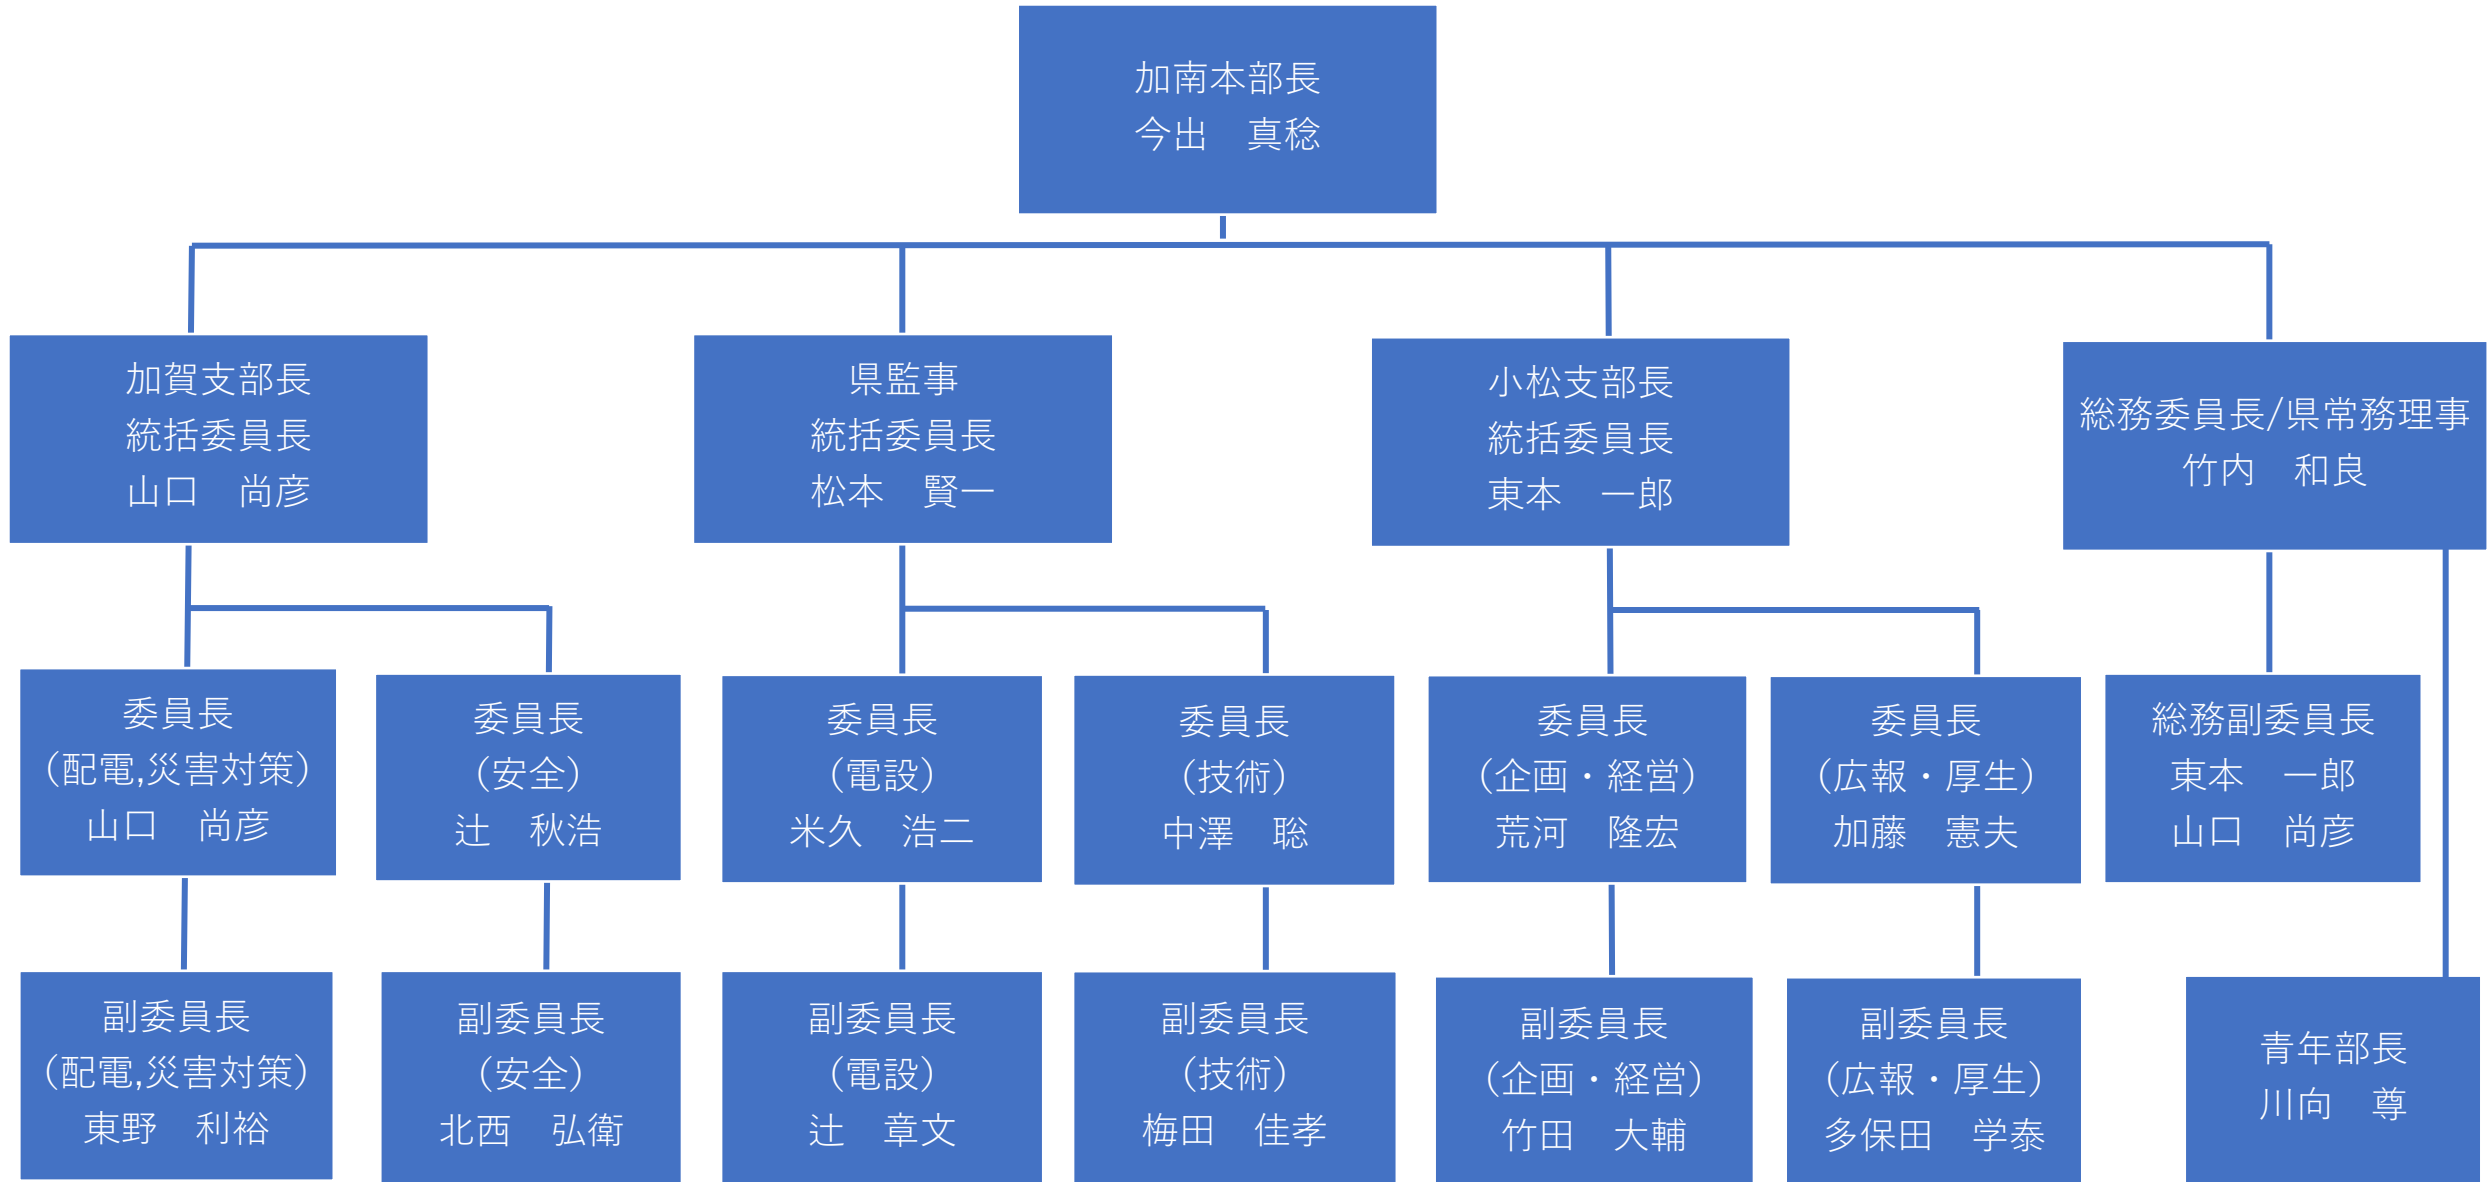 加南本部長
今出　真稔
加賀支部長
統括委員長
山口　尚彦
県監事
統括委員長
松本　賢一
小松支部長
統括委員長
東本　一郎
総務委員長/県常務理事
竹内　和良
委員長
(配電,災害対策)
山口　尚彦
委員長
(安全)
辻　秋浩
委員長
(電設)
米久　浩二
委員長
(技術)
中澤　聡
委員長
(企画・経営)
荒河　隆宏
委員長
(広報・厚生)
加藤　憲夫
総務副委員長
東本　一郎
山口　尚彦
副委員長
(配電,災害対策)
東野　利裕
副委員長
(安全)
北西　弘衛
副委員長
(電設)
辻　章文
副委員長
(技術)
梅田　佳孝
副委員長
(企画・経営)
竹田　大輔
副委員長
(広報・厚生)
多保田　学泰
青年部長
川向　尊